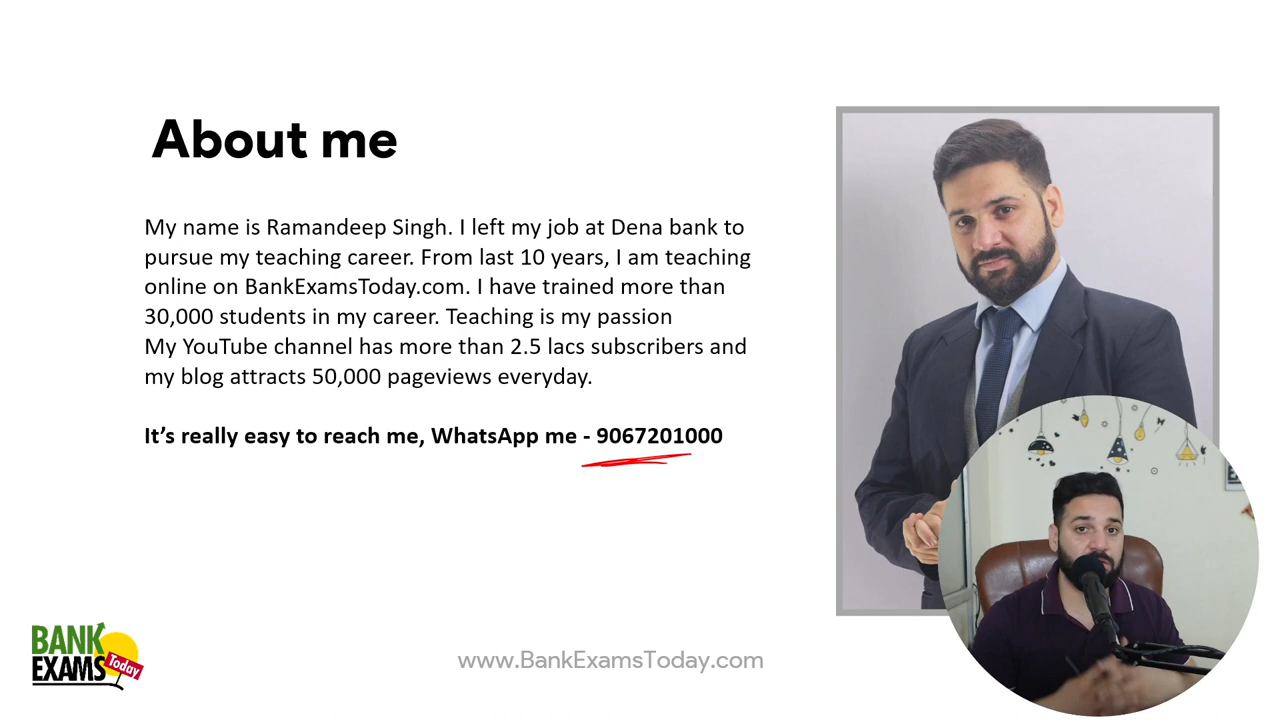 About me
My name is Ramandeep Singh. I left my job at Dena bank to
pursue my teaching career. From last 10 years, I am teaching
online on BankExamsToday.com. I have trained more than
30,000 students in my career. Teaching is my passion
My YouTube channel has more than 2.5 lacs subscribers and
my blog attracts 50,000 pageviews everyday.
It’s really easy to reach me, WhatsApp me - 9067201000
BANK
EXAMS
Today
www.BankExamsToday.com